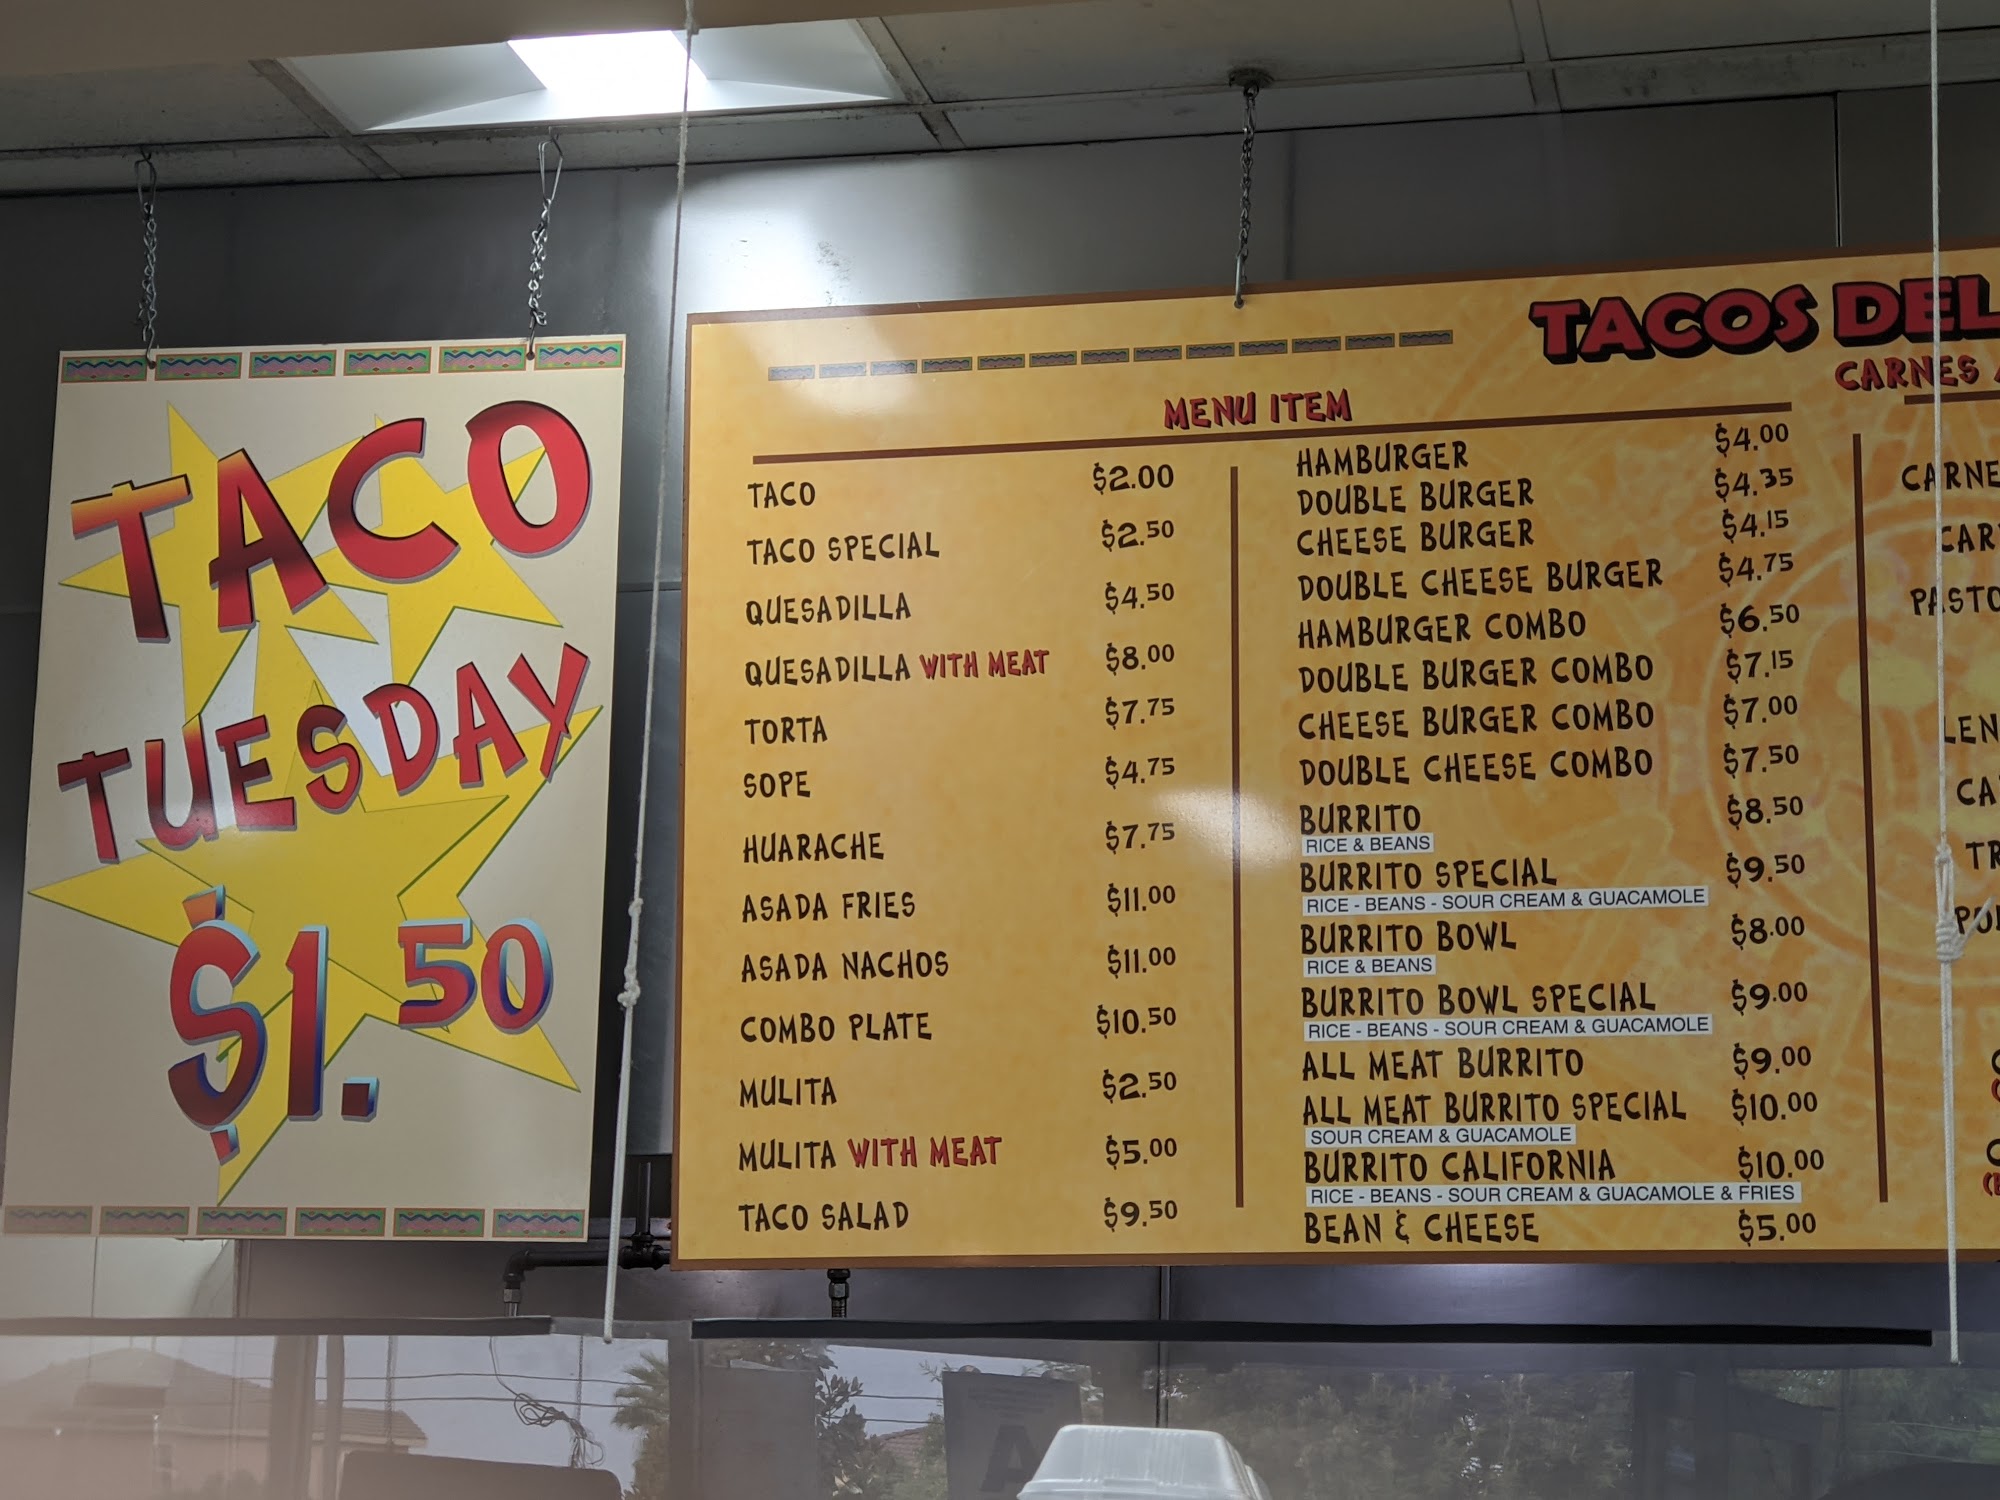 TACO
TUESDAY
$1.50
TACOS DEL
CARNES
MENU ITEM
TACO $2.00
TACO SPECIAL $2.50
QUESADILLA $4.50
QUESADILLA WITH MEAT $8.00
TORTA $7.75
SOPE $4.75
HUARACHE $7.75
ASADA FRIES $11.00
ASADA NACHOS $11.00
COMBO PLATE $10.50
MULITA $2.50
MULITA WITH MEAT $5.00
TACO SALAD $9.50
HAMBURGER $4.00
DOUBLE BURGER $4.35
CHEESE BURGER $4.15
DOUBLE CHEESE BURGER $4.75
HAMBURGER COMBO $6.50
DOUBLE BURGER COMBO $7.15
CHEESE BURGER COMBO $7.00
DOUBLE CHEESE COMBO $7.50
BURRITO $8.50
RICE & BEANS
BURRITO SPECIAL $9.50
RICE - BEANS - SOUR CREAM & GUACAMOLE
BURRITO BOWL $8.00
RICE & BEANS
BURRITO BOWL SPECIAL $9.00
RICE - BEANS - SOUR CREAM & GUACAMOLE
ALL MEAT BURRITO $9.00
ALL MEAT BURRITO SPECIAL $10.00
SOUR CREAM & GUACAMOLE
BURRITO CALIFORNIA $10.00
RICE - BEANS - SOUR CREAM & GUACAMOLE & FRIES
BEAN & CHEESE $5.00